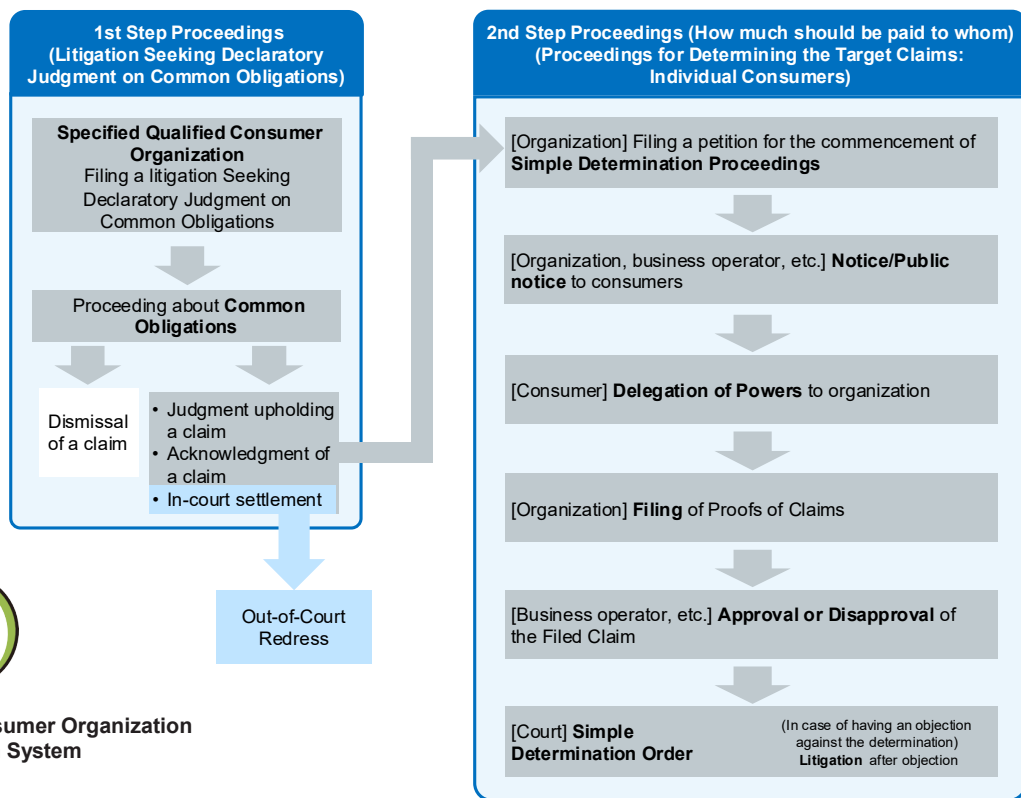 1st Step Proceedings
(Litigation Seeking Declaratory
Judgment on Common Obligations)
Specified Qualified Consumer
Organization
Filing a litigation Seeking
Declaratory Judgment on
Common Obligations
Proceeding about Common
Obligations
Dismissal
of a claim
• Judgment upholding
a claim
• Acknowledgment of
a claim
• In-court settlement
Out-of-Court
Redress
sumer Organization
System
2nd Step Proceedings (How much should be paid to whom)
(Proceedings for Determining the Target Claims:
Individual Consumers)
[Organization] Filing a petition for the commencement of
Simple Determination Proceedings
[Organization, business operator, etc.] Notice/Public
notice to consumers
[Consumer] Delegation of Powers to organization
[Organization] Filing of Proofs of Claims
[Business operator, etc.] Approval or Disapproval of
the Filed Claim
[Court] Simple
Determination Order
(In case of having an objection
against the determination)
Litigation after objection